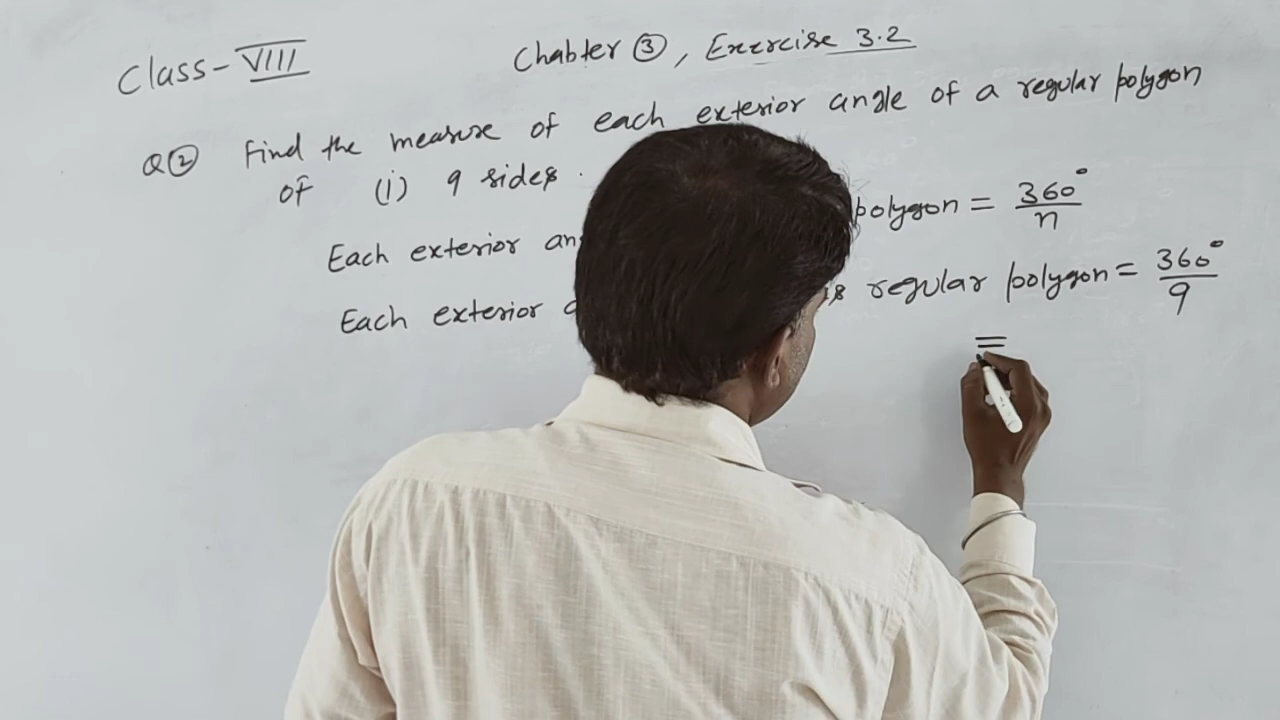 Class-VIII
Chabter ③, Exercise 3.2
Q② Find the measure of each exterior angle of a regular polygon
of (i) 9 sides.
Each exterior an polygon = 360°/n
Each exterior regular polygon = 360°/9
=